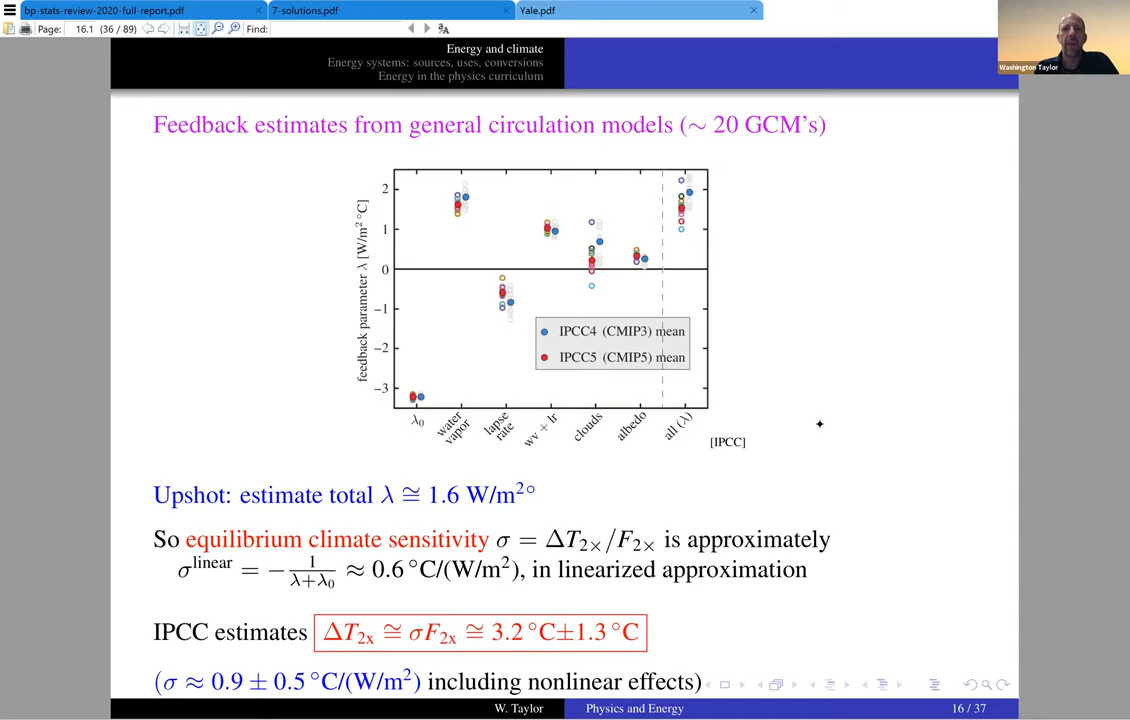 bp-stats-review-2020-full-report.pdf
7-solutions.pdf
Yale.pdf
Page: 16.1 (36 / 89)
Find:
Washington Taylor
Energy and climate
Energy systems: sources, uses, conversions
Energy in the physics curriculum
Feedback estimates from general circulation models (∼ 20 GCM's)
feedback parameter λ [W/m² °C]
2
1
0
−1
−2
−3
IPCC4 (CMIP3) mean
IPCC5 (CMIP5) mean
λ₀
water vapor
lapse rate
wv + lr
clouds
albedo
all (λ)
[IPCC]
Upshot: estimate total λ ≅ 1.6 W/m²°
So equilibrium climate sensitivity σ = ΔT₂ₓ/F₂ₓ is approximately
σ^linear = − 1/(λ+λ₀) ≈ 0.6 °C/(W/m²), in linearized approximation
IPCC estimates ΔT₂ₓ ≅ σF₂ₓ ≅ 3.2 °C±1.3 °C
(σ ≈ 0.9 ± 0.5 °C/(W/m²) including nonlinear effects)
W. Taylor
Physics and Energy
16 / 37